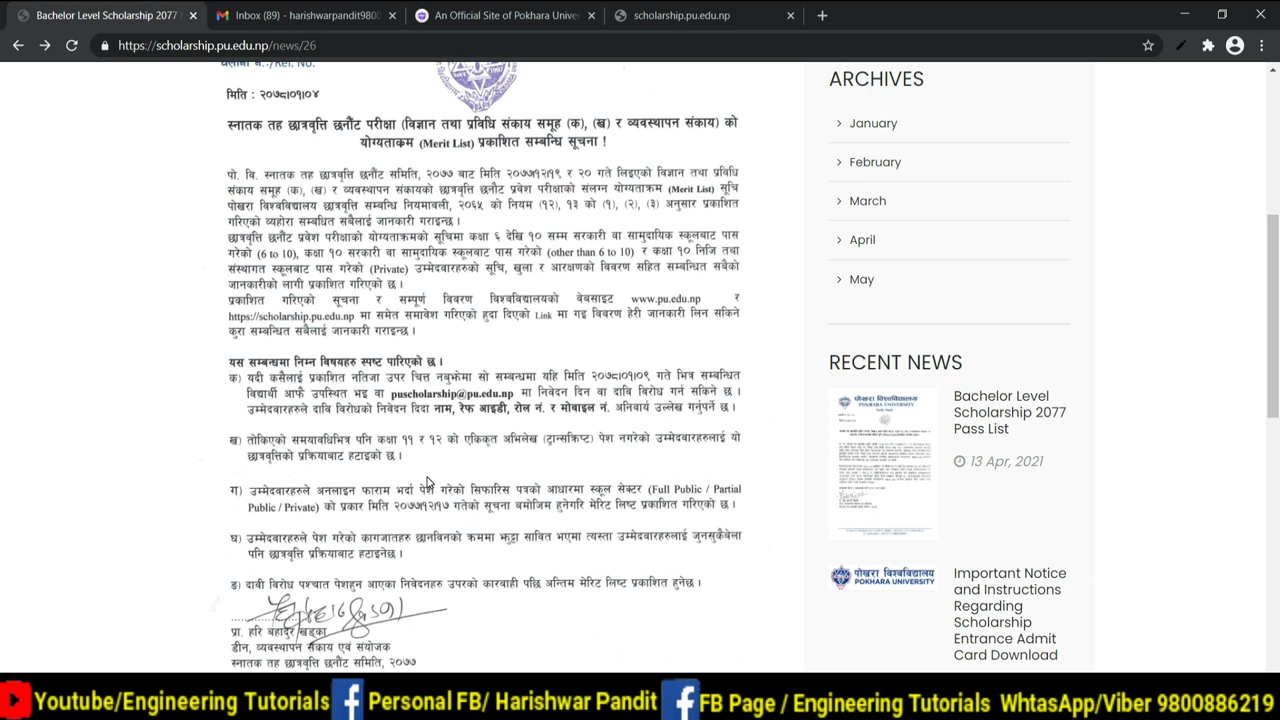 Bachelor Level Scholarship 2077
Inbox (89) - harishwarpandit9800
An Official Site of Pokhara Univer
scholarship.pu.edu.np
https://scholarship.pu.edu.np/news/26
चलानी नं.:/Rel. No.
मिति : २०७८।०१।०४
स्नातक तह छात्रवृत्ति छनौंट परीक्षा (विज्ञान तथा प्रविधि संकाय समूह (क), (ख) र व्यवस्थापन संकाय) को
योग्यताक्रम (Merit List) प्रकाशित सम्बन्धि सूचना !
पो. वि. स्नातक तह छात्रवृत्ति छनौंट समिति, २०७७ बाट मिति २०७७।१२।१९ र २० गते लिइएको विज्ञान तथा प्रविधि
संकाय समूह (क), (ख) र व्यवस्थापन संकायको छात्रवृत्ति छनौंट प्रवेश परीक्षाको संलग्न योग्यताक्रम (Merit List) सूचि
पोखरा विश्वविद्यालय छात्रवृत्ति सम्बन्धि नियमावली, २०६५ को नियम (१२), १३ को (१), (२), (३) अनुसार प्रकाशित
गरिएको व्यहोरा सम्बन्धित सबैलाई जानकारी गराइन्छ ।
छात्रवृत्ति छनौंट प्रवेश परीक्षाको योग्यताक्रमको सूचिमा कक्षा ६ देखि १० सम्म सरकारी वा सामुदायिक स्कूलबाट पास
गरेको (6 to 10), कक्षा १० सरकारी वा सामुदायिक स्कूलबाट पास गरेको (other than 6 to 10) र कक्षा १० निजि तथा
संस्थागत स्कूलबाट पास गरेको (Private) उम्मेदवारहरुको सूचि, खुला र आरक्षणको विवरण सहित सम्बन्धित सबैको
जानकारीको लागी प्रकाशित गरिएको छ ।
प्रकाशित गरिएको सूचना र सम्पूर्ण विवरण विश्वविद्यालयको वेबसाइट www.pu.edu.np र
https://scholarship.pu.edu.np मा समेत समावेश गरिएको हुदा दिएको Link मा गइ विवरण हेरी जानकारी लिन सकिने
कुरा सम्बन्धित सबैलाई जानकारी गराइन्छ ।
यस सम्बन्धमा निम्न विषयहरु स्पष्ट पारिएको छ ।
क) यदी कसैलाई प्रकाशित नतिजा उपर चित्त नबुझेमा सो सम्बन्धमा यहि मिति २०७८।०१।०९ गते भित्र सम्बन्धित
विद्यार्थी आफै उपस्थित भइ वा puscholarship@pu.edu.np मा निवेदन दिन वा दावि विरोध गर्न सकिने छ ।
उम्मेदवारहरुले दावि विरोधको निवेदन दिदा नाम, रेफ आइडी, रोल नं. र मोबाइल नं. अनिवार्य उल्लेख गर्नुपर्ने छ ।
ख) तोकिएको समयावधिभित्र पनि कक्षा ११ र १२ को एकिकृत अभिलेख (ट्रान्सक्रिप्ट) पेश नगरेको उम्मेदवारहरुलाई यो
छात्रवृत्तिको प्रक्रियाबाट हटाइको छ ।
ग) उम्मेदवारहरुले अनलाइन फाराम भर्दा पेश गरेको सिफारिस पत्रको आधारमा स्कूल सेक्टर (Full Public / Partial
Public / Private) का प्रकार मिति २०७७।१२।१७ गतेको सूचना बमोजिम हुनेगरि मेरिट लिष्ट प्रकाशित गरिएको छ ।
घ) उम्मेदवारहरुले पेश गरेको कागजातहरु छानविनको क्रममा झुट्टा सावित भएमा त्यस्ता उम्मेदवारहरुलाई जुनसुकैबेला
पनि छात्रवृत्ति प्रक्रियाबाट हटाइनेछ ।
ङ) दावी विरोध पश्चात पेशहुन आएका निवेदनहरु उपरको कारवाही पछि अन्तिम मेरिट लिष्ट प्रकाशित हुनेछ ।
प्रा. हरि बहादुर खड्का
डीन, व्यवस्थापन संकाय एवं संयोजक
स्नातक तह छात्रवृत्ति छनौंट समिति, २०७७
ARCHIVES
January
February
March
April
May
RECENT NEWS
पोखरा विश्वविद्यालय
POKHARA UNIVERSITY
Bachelor Level
Scholarship 2077
Pass List
13 Apr, 2021
पोखरा विश्वविद्यालय
POKHARA UNIVERSITY
Important Notice
and Instructions
Regarding
Scholarship
Entrance Admit
Card Download
Youtube/Engineering Tutorials
Personal FB/ Harishwar Pandit
FB Page / Engineering Tutorials WhtasApp/Viber 9800886219